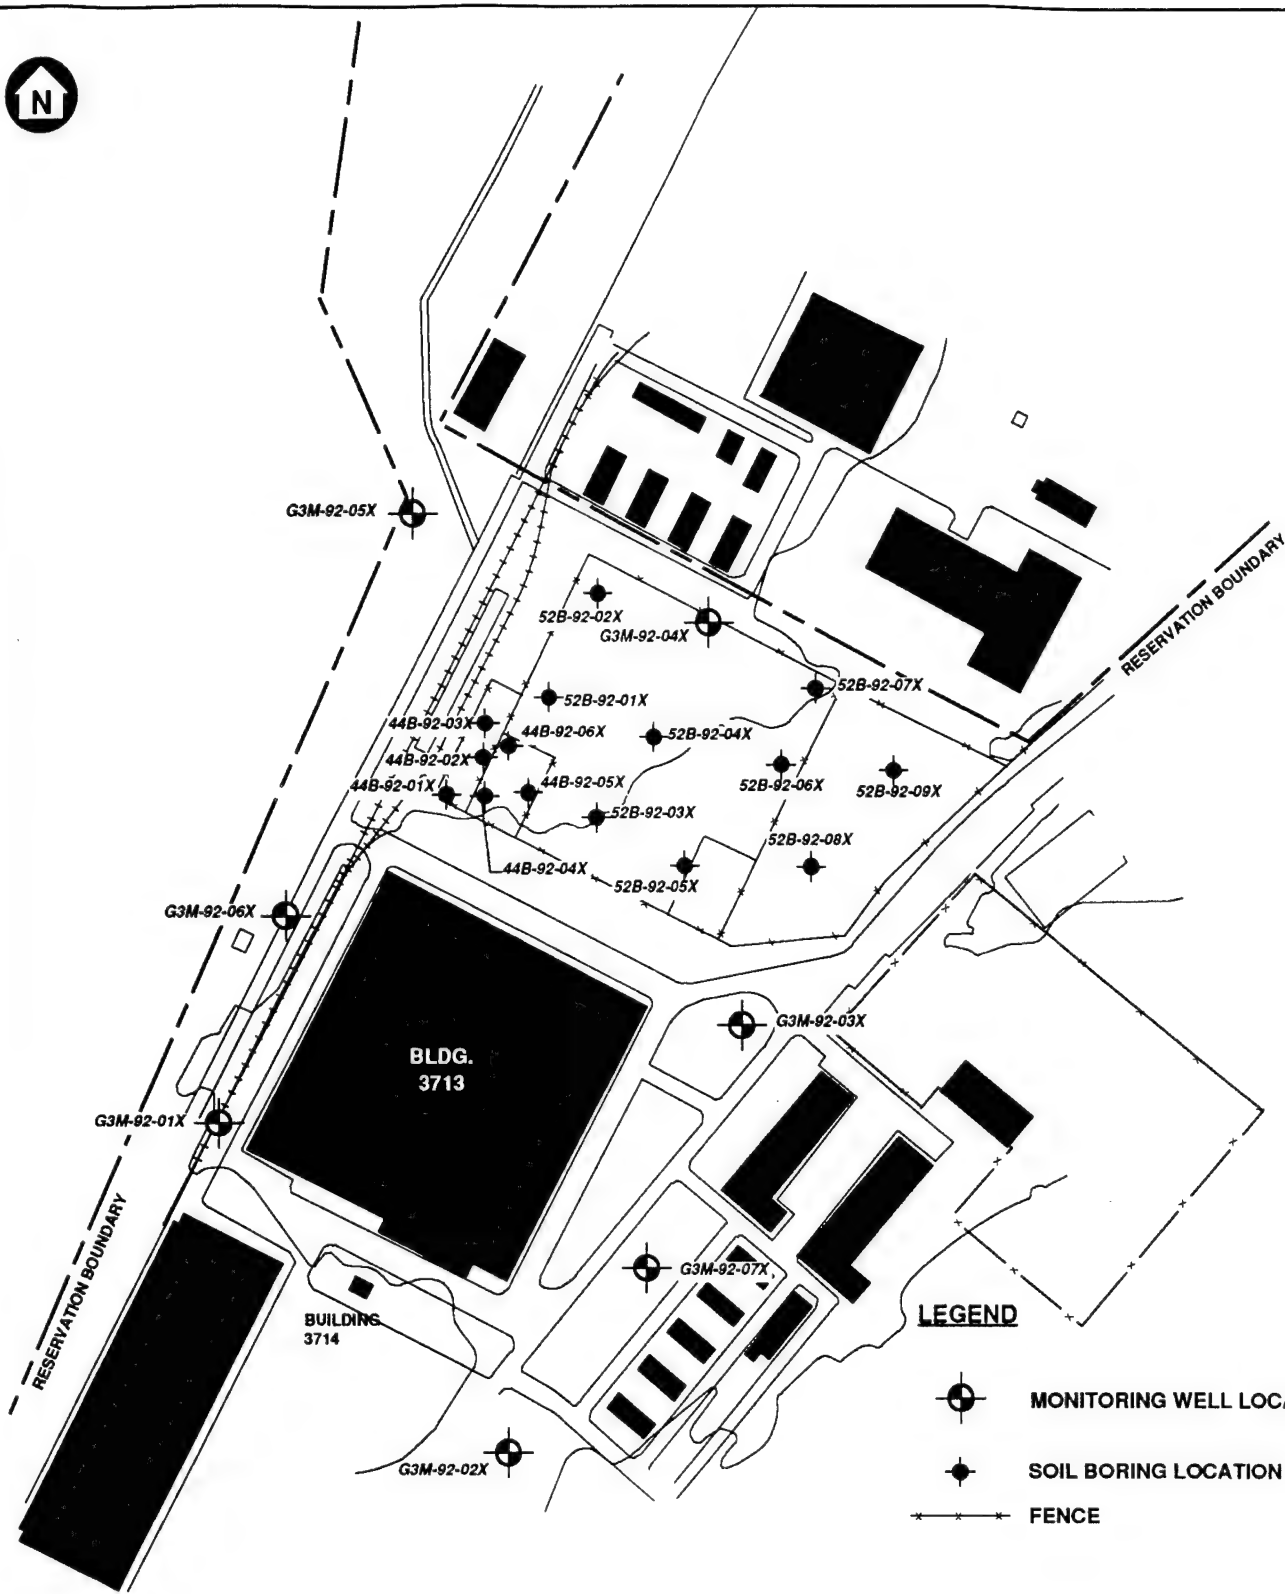 N
G3M-92-05X
RESERVATION BOUNDARY
52B-92-02X
G3M-92-04X
52B-92-07X
52B-92-01X
44B-92-03X
44B-92-06X
52B-92-04X
44B-92-02X
44B-92-01X
44B-92-05X
52B-92-06X
52B-92-09X
52B-92-03X
52B-92-08X
44B-92-04X
52B-92-05X
G3M-92-06X
G3M-92-03X
BLDG.
3713
G3M-92-01X
RESERVATION BOUNDARY
G3M-92-07X
BUILDING
3714
LEGEND
MONITORING WELL
G3M-92-02X
SOIL BORING LOCATION
FENCE